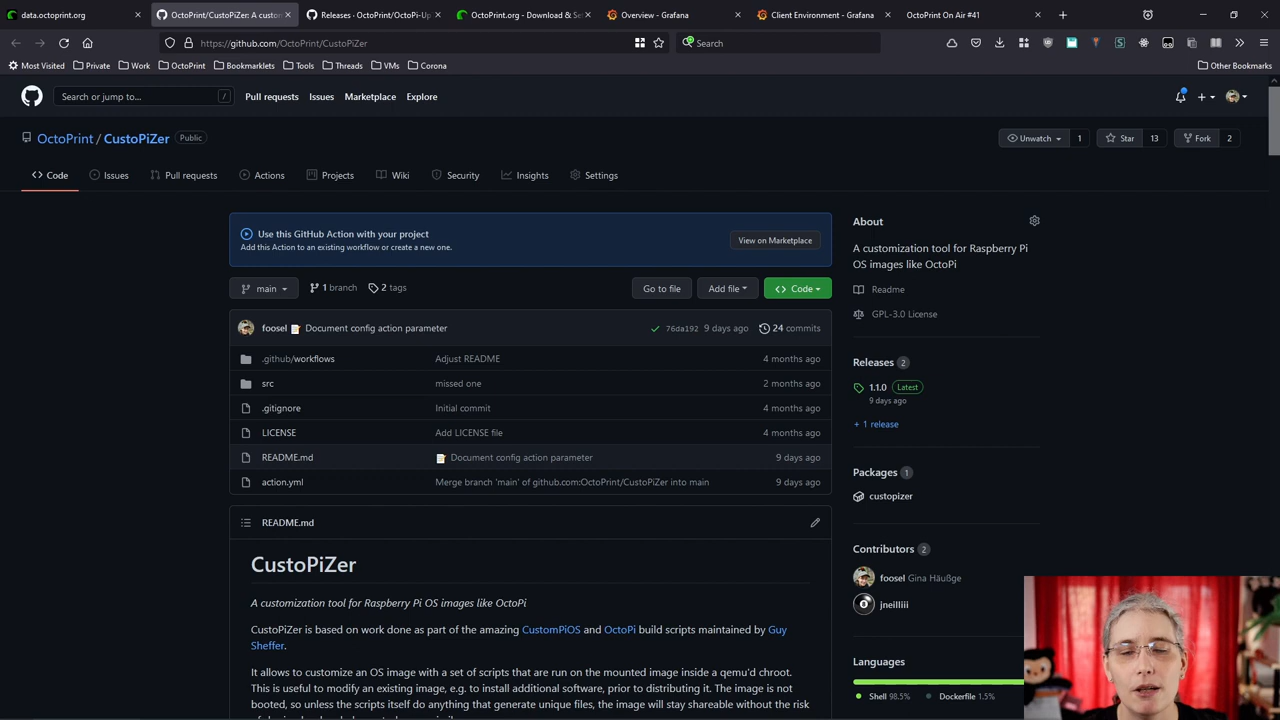 data.octoprint.org
OctoPrint/CustoPiZer: A custom
Releases · OctoPrint/OctoPi-Up
OctoPrint.org - Download & Se
Overview - Grafana
Client Environment - Grafana
OctoPrint On Air #41
https://github.com/OctoPrint/CustoPiZer
Search
Most Visited
Private
Work
OctoPrint
Bookmarklets
Tools
Threads
VMs
Corona
Other Bookmarks
Search or jump to...
/
Pull requests
Issues
Marketplace
Explore
OctoPrint / CustoPiZer
Public
Unwatch
1
Star
13
Fork
2
Code
Issues
Pull requests
Actions
Projects
Wiki
Security
Insights
Settings
Use this GitHub Action with your project
Add this Action to an existing workflow or create a new one.
View on Marketplace
main
1 branch
2 tags
Go to file
Add file
Code
foosel
Document config action parameter
76da192
9 days ago
24 commits
.github/workflows
Adjust README
4 months ago
src
missed one
2 months ago
.gitignore
Initial commit
4 months ago
LICENSE
Add LICENSE file
4 months ago
README.md
Document config action parameter
9 days ago
action.yml
Merge branch 'main' of github.com:OctoPrint/CustoPiZer into main
9 days ago
README.md
CustoPiZer
A customization tool for Raspberry Pi OS images like OctoPi
CustoPiZer is based on work done as part of the amazing CustomPiOS and OctoPi build scripts maintained by Guy
Sheffer.
It allows to customize an OS image with a set of scripts that are run on the mounted image inside a qemu'd chroot.
This is useful to modify an existing image, e.g. to install additional software, prior to distributing it. The image is not
booted, so unless the scripts itself do anything that generate unique files, the image will stay shareable without the risk
About
A customization tool for Raspberry Pi
OS images like OctoPi
Readme
GPL-3.0 License
Releases 2
1.1.0
Latest
9 days ago
+ 1 release
Packages 1
custopizer
Contributors 2
foosel Gina Häußge
jneilliii
Languages
Shell 98.5%
Dockerfile 1.5%